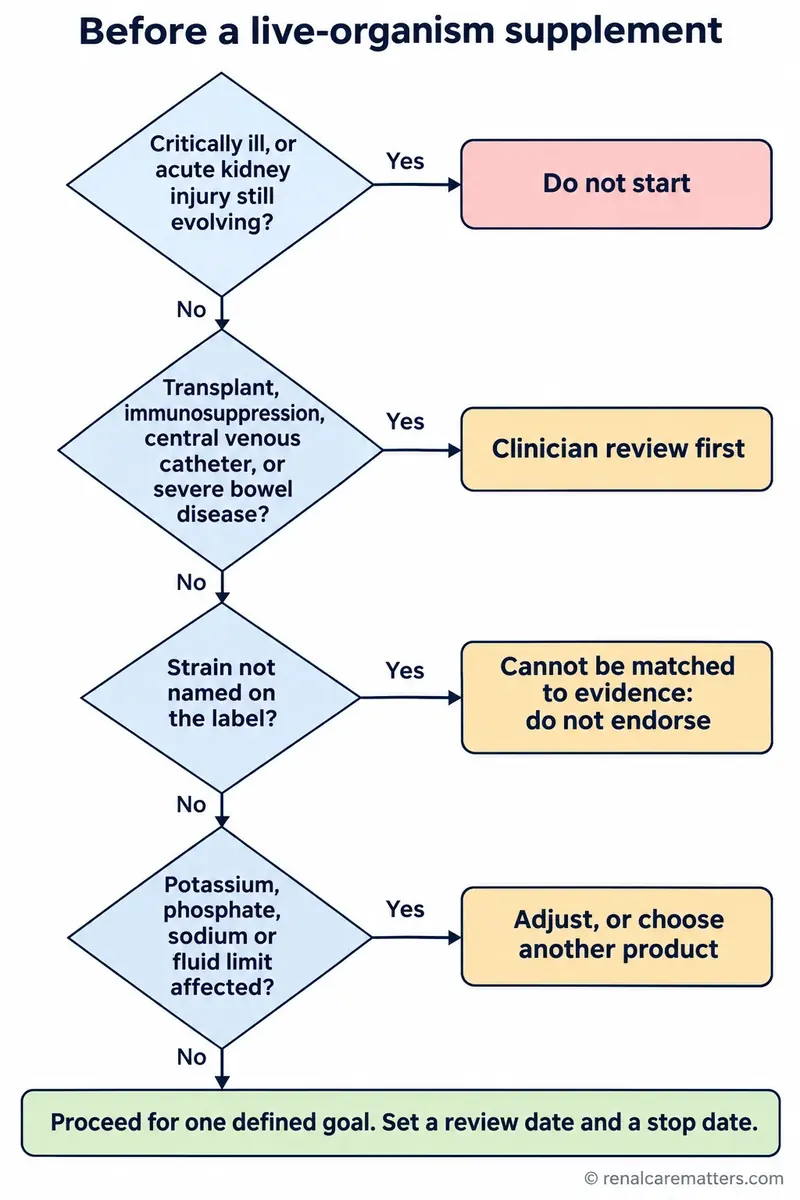 Before a live-organism supplement
Critically ill, or
acute kidney
injury still
evolving?
Yes
Do not start
No
Transplant,
immunosuppression,
central venous
catheter, or
severe bowel
disease?
Yes
Clinician review first
No
Strain not
named on
the label?
Yes
Cannot be matched
to evidence:
do not endorse
No
Potassium,
phosphate,
sodium or
fluid limit
affected?
Yes
Adjust, or choose
another product
No
Proceed for one defined goal. Set a review date and a stop date.
© renalcarematters.com